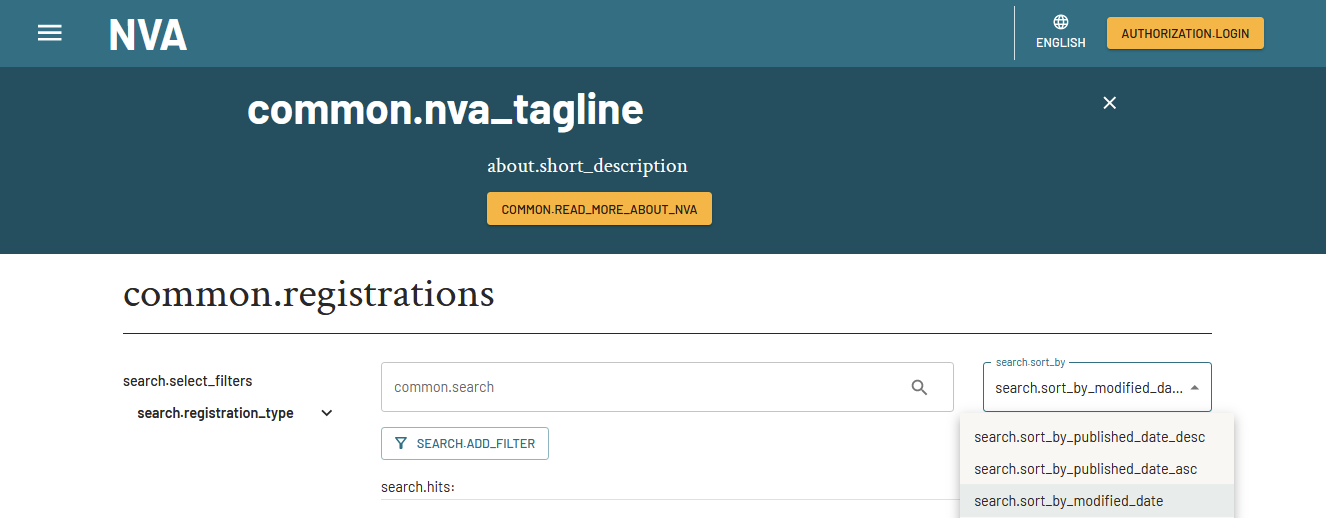 NVA
ENGLISH
AUTHORIZATION.LOGIN
common.nva_tagline
about.short_description
COMMON.READ_MORE_ABOUT_NVA
common.registrations
search.select_filters
search.registration_type
common.search
SEARCH.ADD_FILTER
search.hits:
search.sort_by
search.sort_by_modified_da...
search.sort_by_published_date_desc
search.sort_by_published_date_asc
search.sort_by_modified_date